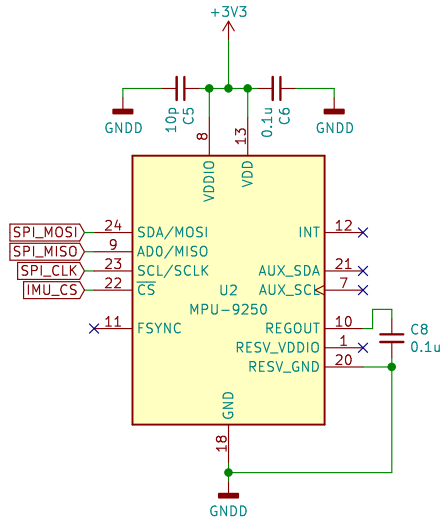 +3V3
10p C5
0.1u C6
GNDD
GNDD
8
13
VDDIO
VDD
SPI_MOSI 24 SDA/MOSI INT 12
SPI_MISO 9 AD0/MISO
SPI_CLK 23 SCL/SCLK AUX_SDA 21
IMU_CS 22 CS U2 AUX_SCL 7
MPU-9250
11 FSYNC REGOUT 10 C8
RESV_VDDIO 1 0.1u
RESV_GND 20
GND
18
GNDD